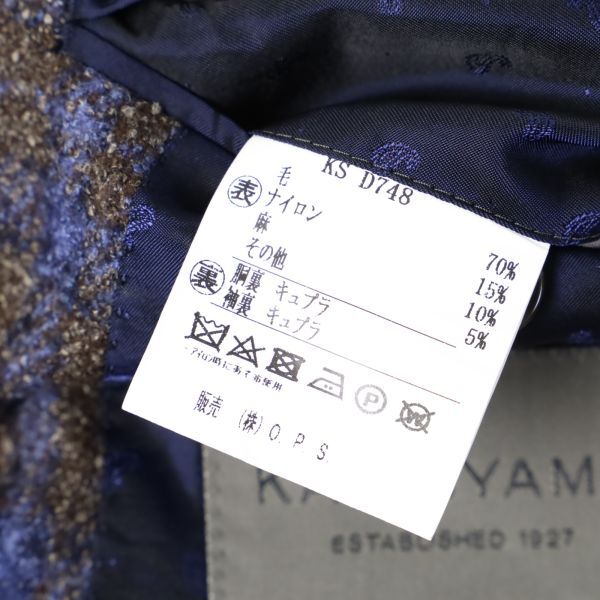 KS D748
表 毛 70%
ナイロン 15%
麻 10%
その他 5%
裏 胴裏 キュプラ
袖裏 キュプラ
・アイロン時にあて布使用
販売 (株) O. P. S.
ESTABLISHED 1927